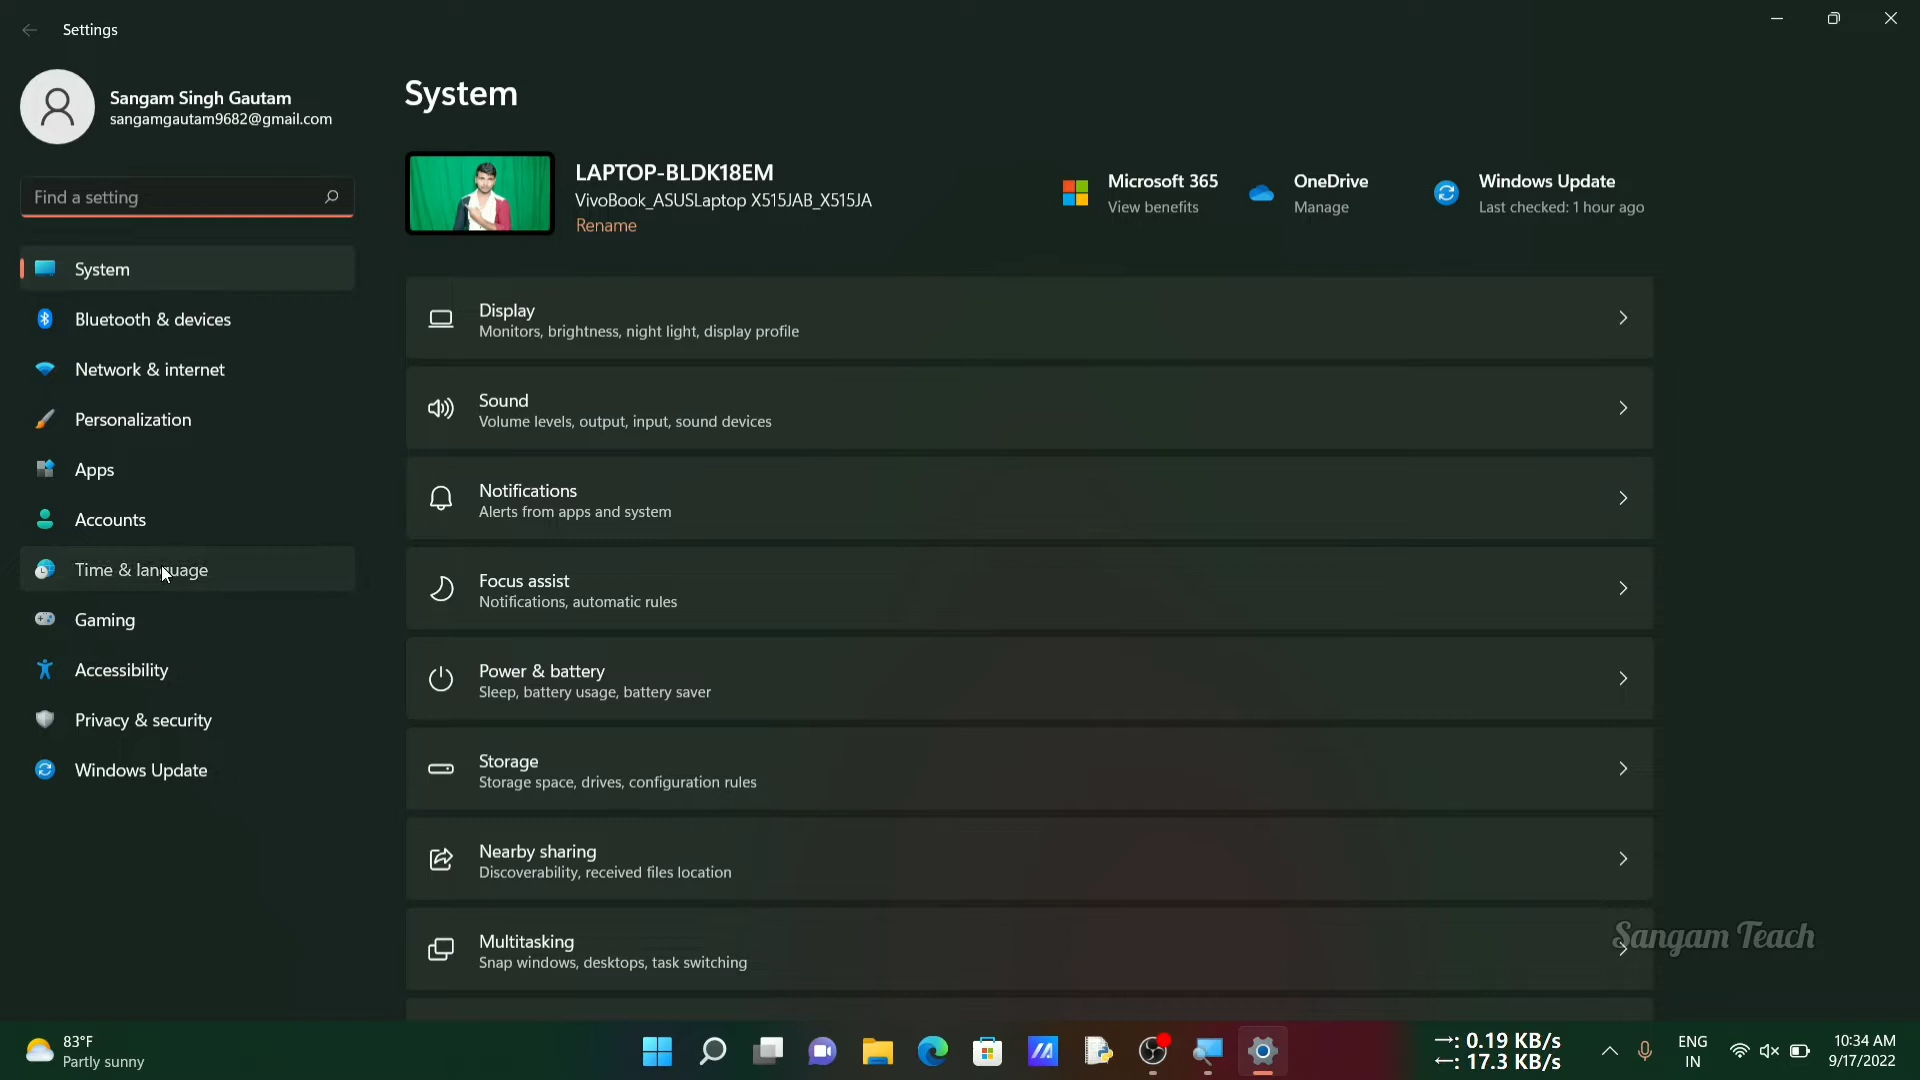 Settings
Sangam Singh Gautam
sangamgautam9682@gmail.com
Find a setting
System
Bluetooth & devices
Network & internet
Personalization
Apps
Accounts
Time & language
Gaming
Accessibility
Privacy & security
Windows Update
System
LAPTOP-BLDK18EM
VivoBook_ASUSLaptop X515JAB_X515JA
Rename
Microsoft 365
View benefits
OneDrive
Manage
Windows Update
Last checked: 1 hour ago
Display
Monitors, brightness, night light, display profile
Sound
Volume levels, output, input, sound devices
Notifications
Alerts from apps and system
Focus assist
Notifications, automatic rules
Power & battery
Sleep, battery usage, battery saver
Storage
Storage space, drives, configuration rules
Nearby sharing
Discoverability, received files location
Multitasking
Snap windows, desktops, task switching
Sangam Teach
83°F
Partly sunny
→: 0.19 KB/s
←: 17.3 KB/s
ENG
IN
10:34 AM
9/17/2022